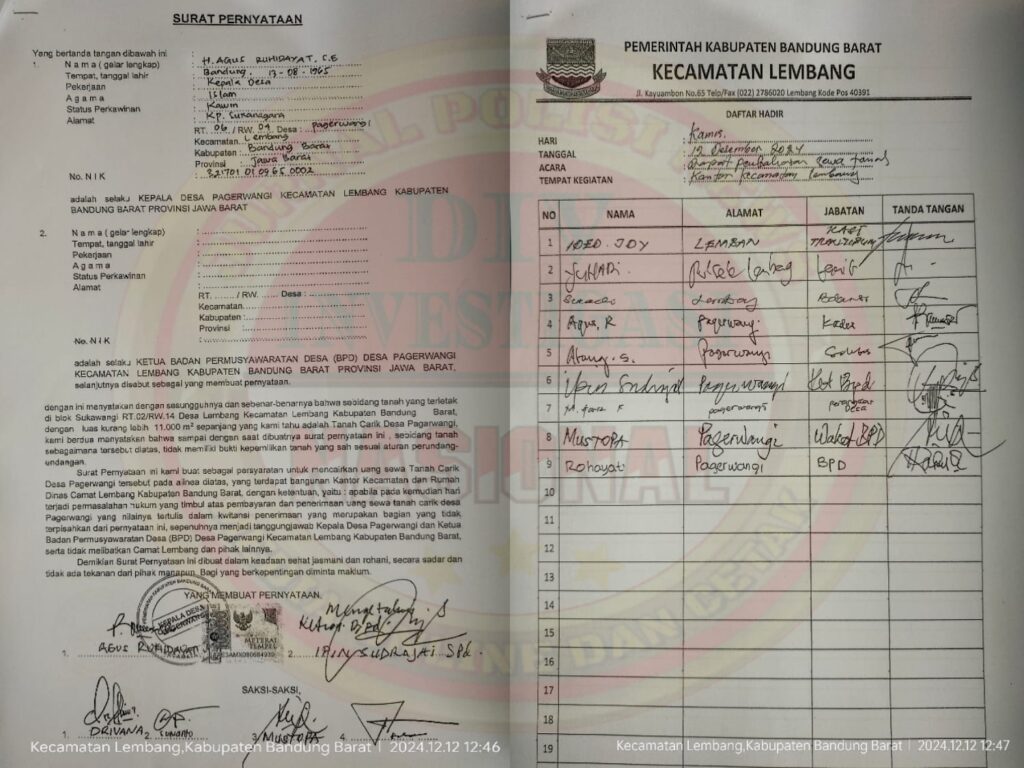 SURAT PERNYATAAN
Yang bertanda tangan dibawah ini :
1. N a m a ( gelar lengkap) : H. AGUS RUHIDAYAT. S.E
Tempat, tanggal lahir : Bandung, 13-08-1965
Pekerjaan : Kepala Desa
A g a m a : Islam
Status Perkawinan : Kawin
Alamat : Kp. Sukanagara
RT. 06 / RW. 04 Desa : Pagerwangi
Kecamatan : Lembang
Kabupaten : Bandung Barat
Provinsi : Jawa Barat
No. N I K : 321701 01 09 65 0002
adalah selaku KEPALA DESA PAGERWANGI KECAMATAN LEMBANG KABUPATEN
BANDUNG BARAT PROVINSI JAWA BARAT
2. N a m a ( gelar lengkap) :
Tempat, tanggal lahir :
Pekerjaan :
A g a m a :
Status Perkawinan :
Alamat :
RT. ....... / RW. ...... Desa :
Kecamatan
Kabupaten :
Provinsi :
No. N I K
adalah selaku KETUA BADAN PERMUSYAWARATAN DESA (BPD) DESA PAGERWANGI
KECAMATAN LEMBANG KABUPATEN BANDUNG BARAT PROVINSI JAWA BARAT,
selanjutnya disebut sebagai yang membuat pernyataan.
dengan ini menyatakan dengan sesungguhnya dan sebenar-benarnya bahwa sebidang tanah yang terletak
di blok Sukawangi RT.02/RW.14 Desa Lembang Kecamatan Lembang Kabupaten Bandung Barat,
dengan luas kurang lebih 11.000 m² sepanjang yang kami tahu adalah Tanah Carik Desa Pagarwangi,
kami berdua menyatakan bahwa sampai dengan saat dibuatnya surat pernyataan ini , sebidang tanah
sebagaimana tersebut diatas, tidak memiliki bukti kepemilikan tanah yang sah sesuai aturan perundang-
undangan.
Surat Pernyataan ini kami buat sebagai persyaratan untuk mencairkan uang sewa Tanah Carik
Desa Pagerwangi tersebut pada alinea diatas, yang terdapat bangunan Kantor Kecamatan dan Rumah
Dinas Camat Lembang Kabupaten Bandung Barat, dengan ketentuan, yaitu : apabila pada kemudian hari
terjadi permasalahan hukum yang timbul atas pembayaran dan penerimaan uang sewa tanah carik desa
Pagerwangi yang nilainya tertulis dalam kwitansi penerimaan yang merupakan bagian yang tidak
terpisahkan dari pernyataan ini, sepenuhnya menjadi tanggungjawab Kepala Desa Pagerwangi dan Ketua
Badan Permusyawaratan Desa (BPD) Desa Pagerwangi Kecamatan Lembang Kabupaten Bandung Barat,
serta tidak melibatkan Camat Lembang dan pihak lainnya.
Demikian Surat Pernyataan ini dibuat dalam keadaan sehat jasmani dan rohani, secara sadar dan
tidak ada tekanan dari pihak manapun. Bagi yang berkepentingan diminta maklum.
YANG MEMBUAT PERNYATAAN
Mengetahui
Ketua BPD
KEPALA DESA
METERAI
TEMPEL
1. AGUS RUHIDAYAT
2. IPIN SUDRAJAT SPd.
SAKSI-SAKSI,
1. DRIVANA 2. 3. MUSTOPA 4.
Kecamatan Lembang,Kabupaten Bandung Barat | 2024.12.12 12:46
PEMERINTAH KABUPATEN BANDUNG BARAT
KECAMATAN LEMBANG
Jl. Kayuambon No.65 Telp/Fax (022) 2786020 Lembang Kode Pos 40391
DAFTAR HADIR
HARI : Kamis.
TANGGAL : 12 Desember 2024
ACARA : sewa tanah
TEMPAT KEGIATAN : Kantor Kecamatan Lembang
NO NAMA ALAMAT JABATAN TANDA TANGAN
1
2 SUHADI.
3 Lembang
4 Agus, R Pagerwangi. Kades
5 Atang. S. Pagerwangi
6 Ipin Sudrajat Pagerwangi Ket Bpd
7 pagerwangi Desa
8 MUSTOPA Pagerwangi Wakil BPD
9 Rohayati Pagerwangi BPD
10
11
12
13
14
15
16
17
18
19
Kecamatan Lembang,Kabupaten Bandung Barat | 2024.12.12 12:47
DIV
INVESTIGASI
NASIONAL